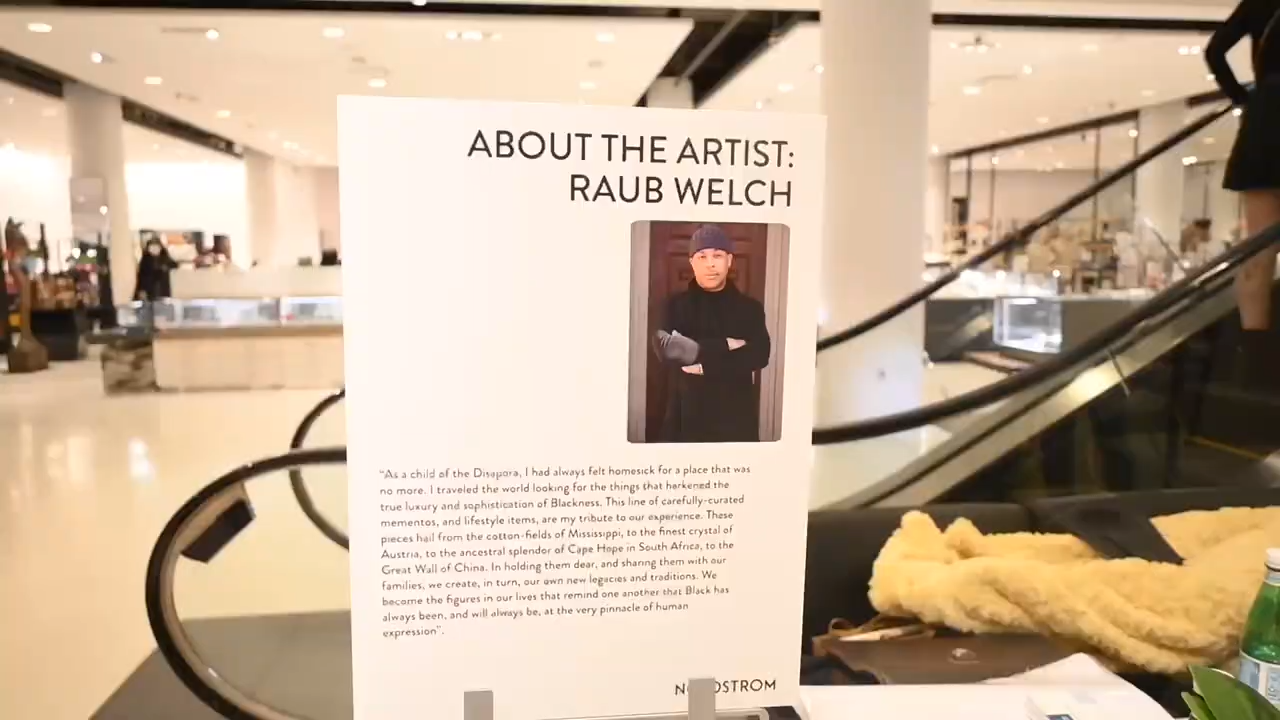 ABOUT THE ARTIST:
RAUB WELCH
"As a child of the Disapora, I had always felt homesick for a place that was
no more. I traveled the world looking for the things that harkened the
true luxury and sophistication of Blackness. This line of carefully-curated
mementos, and lifestyle items, are my tribute to our experience. These
pieces hail from the cotton-fields of Mississippi, to the finest crystal of
Austria, to the ancestral splendor of Cape Hope in South Africa, to the
Great Wall of China. In holding them dear, and sharing them with our
families, we create, in turn, our own new legacies and traditions. We
become the figures in our lives that remind one another that Black has
always been, and will always be, at the very pinnacle of human
expression".
NORDSTROM